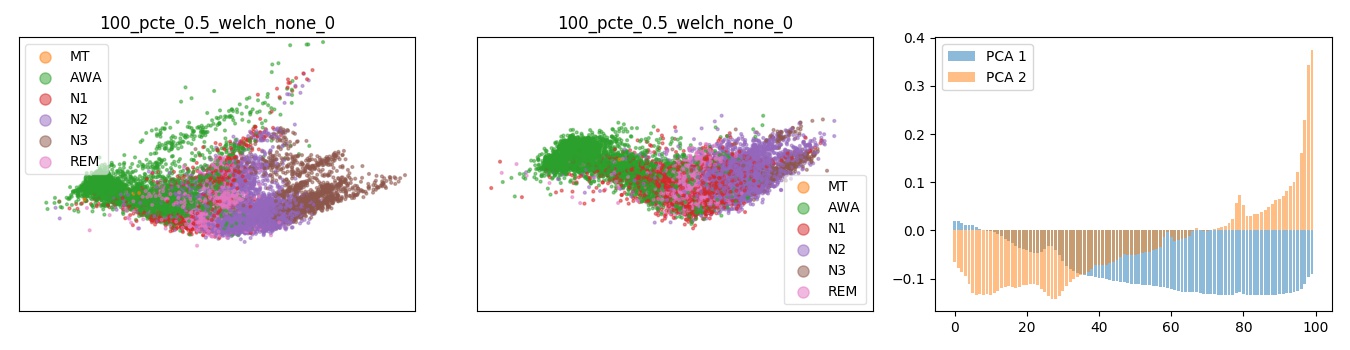 100_pcte_0.5_welch_none_0
MT
AWA
N1
N2
N3
REM
100_pcte_0.5_welch_none_0
MT
AWA
N1
N2
N3
REM
PCA 1
PCA 2
0.4
0.3
0.2
0.1
0.0
−0.1
0 20 40 60 80 100